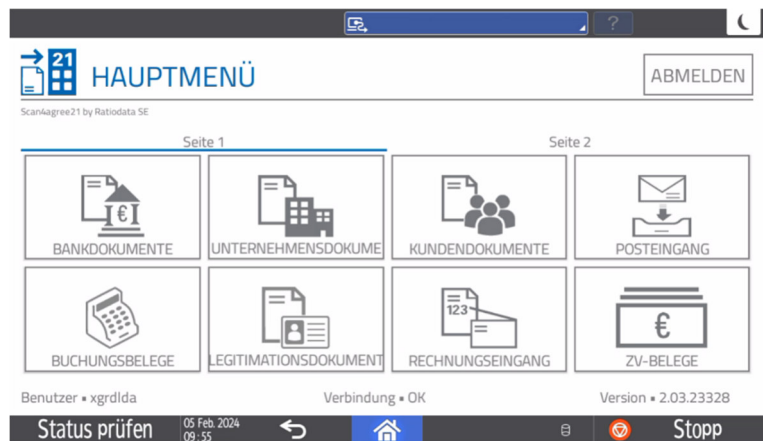 ?
21
HAUPTMENÜ
ABMELDEN
Scan4agree21 by Ratiodata SE
Seite 1
Seite 2
€
BANKDOKUMENTE
UNTERNEHMENSDOKUME
KUNDENDOKUMENTE
POSTEINGANG
BUCHUNGSBELEGE
LEGITIMATIONSDOKUMENT
123
RECHNUNGSEINGANG
€
ZV-BELEGE
Benutzer ▪ xgrdlda
Verbindung ▪ OK
Version ▪ 2.03.23328
Status prüfen
05 Feb. 2024
09:55
Stopp